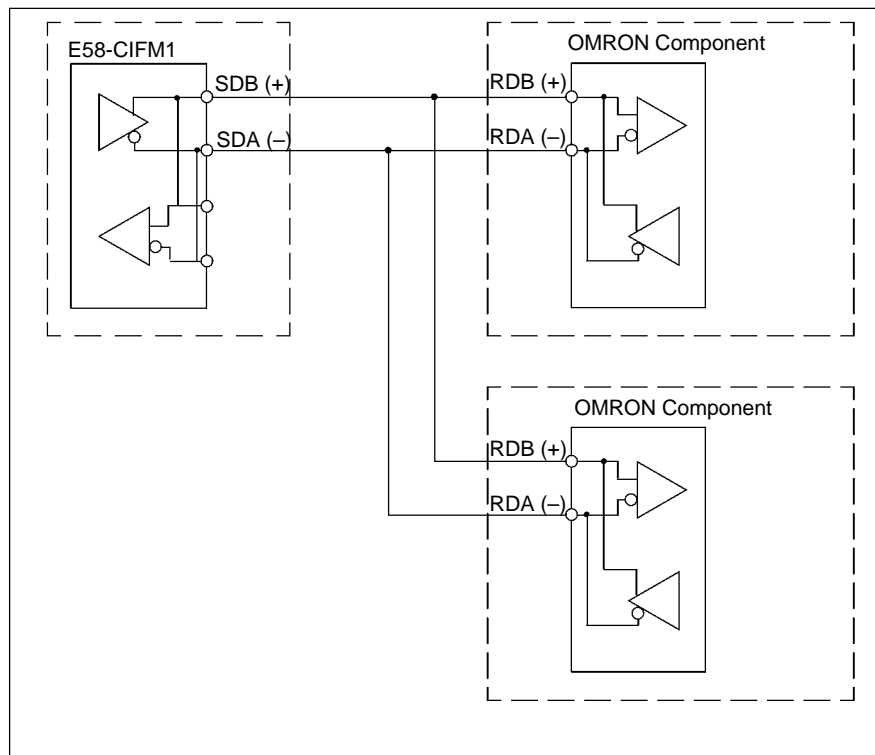 E58-CIFM1
OMRON Component
SDB (+)
RDB (+)
SDA (–)
RDA (–)
OMRON Component
RDB (+)
RDA (–)